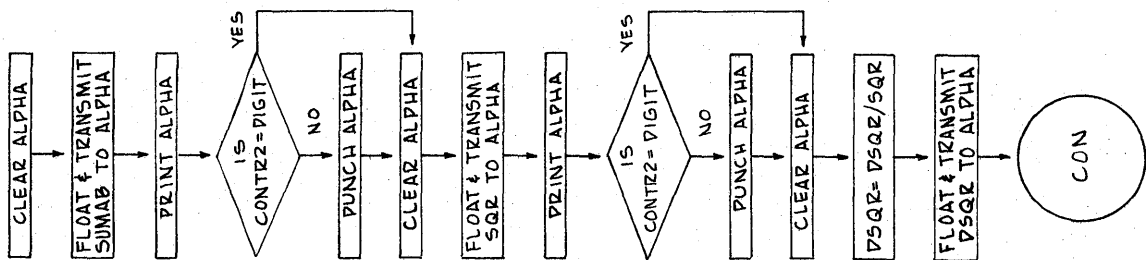 CLEAR ALPHA
FLOAT & TRANSMIT
SUMAB TO ALPHA
PRINT ALPHA
IS
CONTR2=DIGIT
YES
NO
PUNCH ALPHA
CLEAR ALPHA
FLOAT & TRANSMIT
SQR TO ALPHA
PRINT ALPHA
IS
CONTR2=DIGIT
YES
NO
PUNCH ALPHA
CLEAR ALPHA
DSQR= DSQR/SQR
FLOAT & TRANSMIT
DSQR TO ALPHA
CON